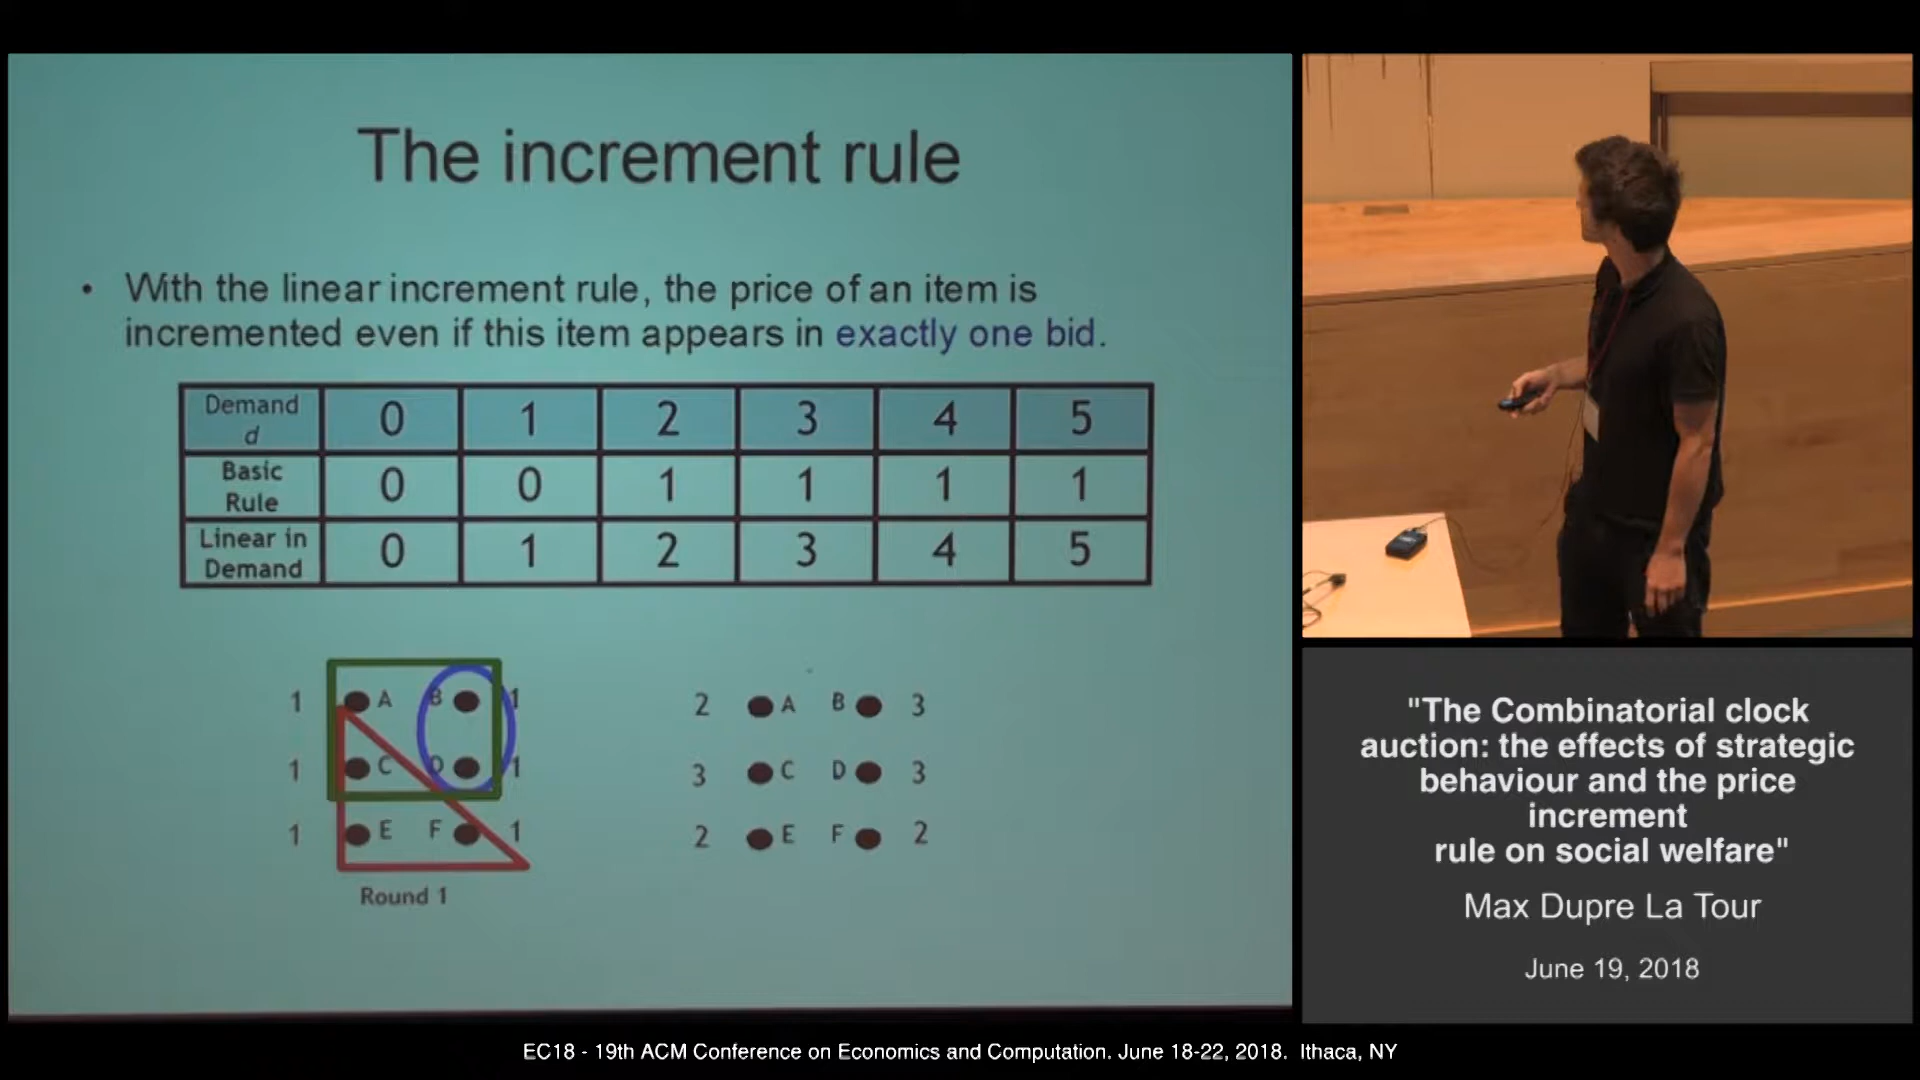 The increment rule
• With the linear increment rule, the price of an item is
incremented even if this item appears in exactly one bid.
Demand d 0 1 2 3 4 5
Basic Rule 0 0 1 1 1 1
Linear in Demand 0 1 2 3 4 5
1 A B 1
1 C D 1
1 E F 1
Round 1
2 A B 3
3 C D 3
2 E F 2
"The Combinatorial clock
auction: the effects of strategic
behaviour and the price
increment
rule on social welfare"
Max Dupre La Tour
June 19, 2018
EC18 - 19th ACM Conference on Economics and Computation. June 18-22, 2018. Ithaca, NY